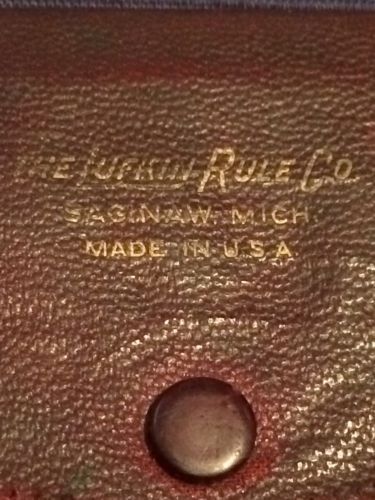 THE LUFKIN RULE CO.
SAGINAW, MICH.
MADE IN U.S.A